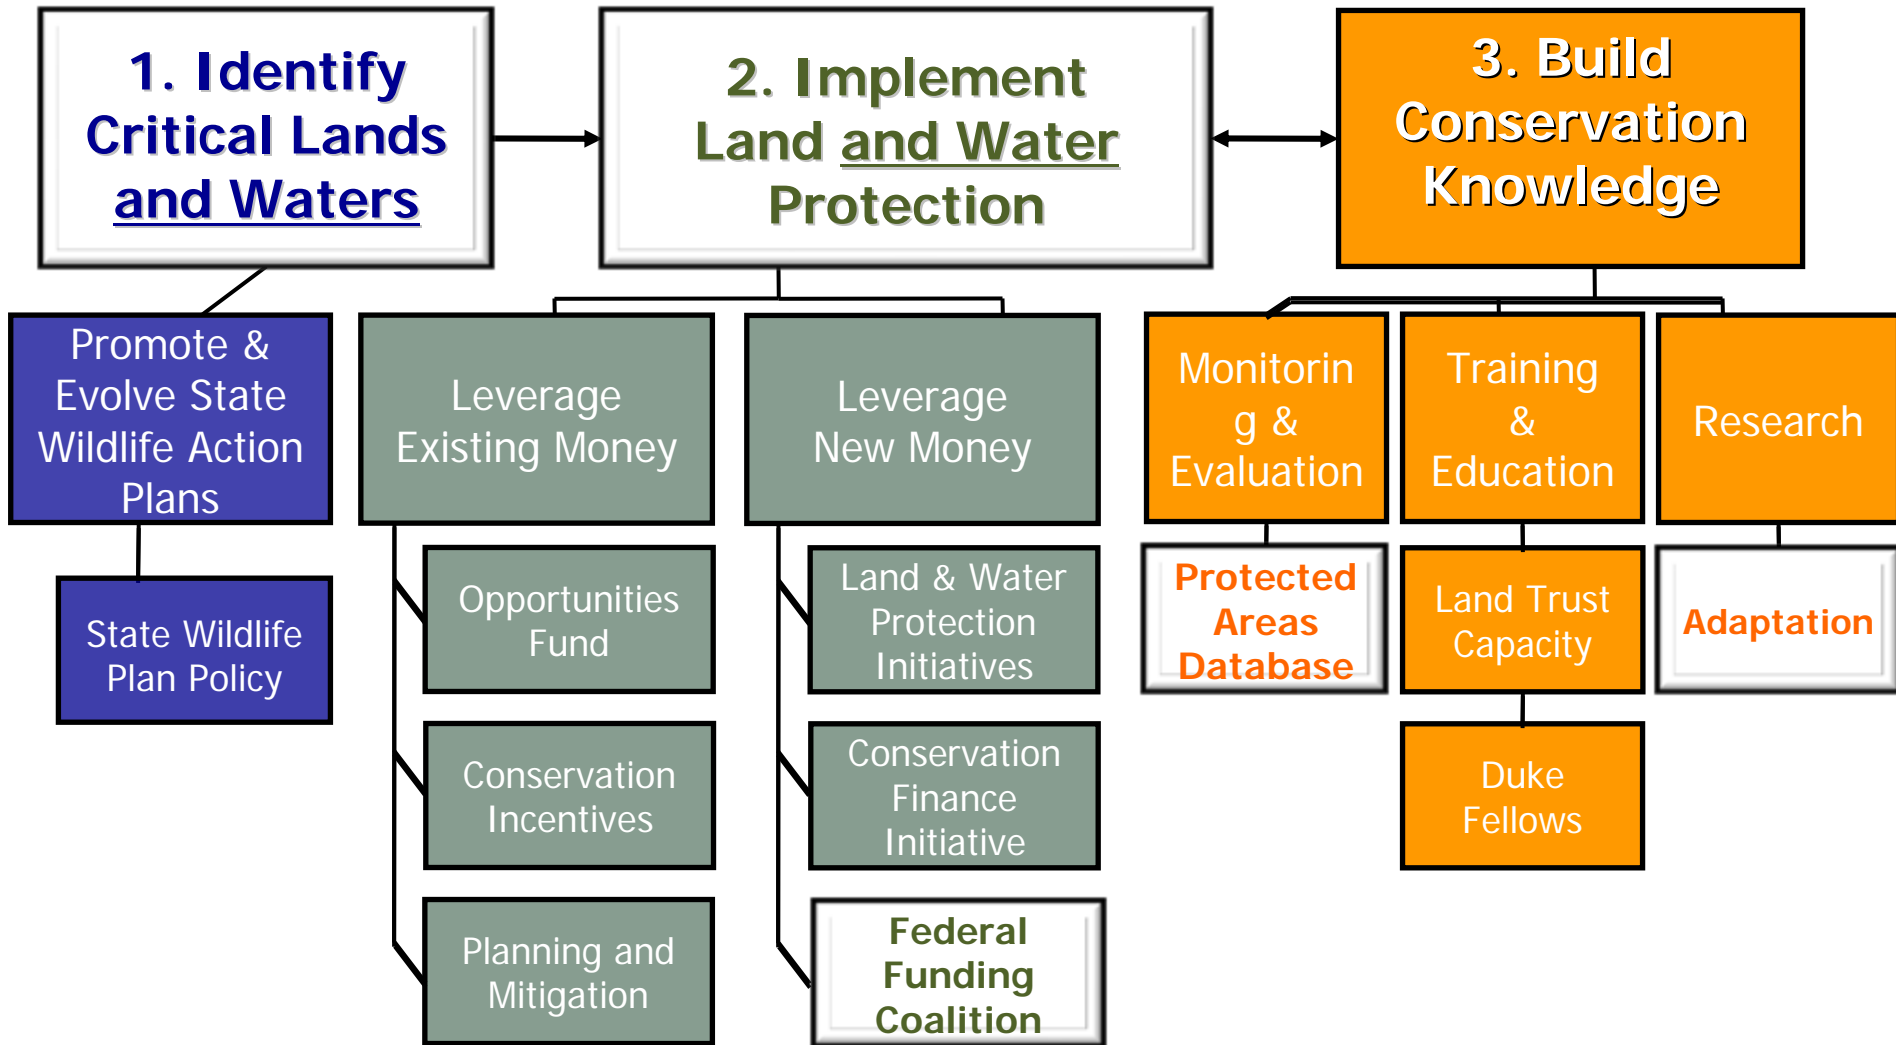 1. Identify
Critical Lands
and Waters
2. Implement
Land and Water
Protection
3. Build
Conservation
Knowledge
Promote &
Evolve State
Wildlife Action
Plans
State Wildlife
Plan Policy
Leverage
Existing Money
Opportunities
Fund
Conservation
Incentives
Planning and
Mitigation
Leverage
New Money
Land & Water
Protection
Initiatives
Conservation
Finance
Initiative
Federal
Funding
Coalition
Monitorin
g &
Evaluation
Protected
Areas
Database
Training
&
Education
Land Trust
Capacity
Duke
Fellows
Research
Adaptation